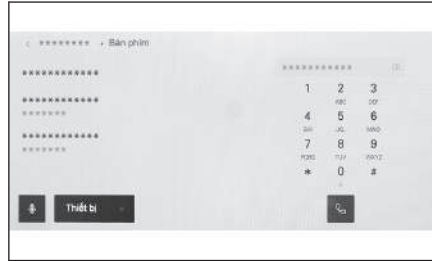 < ******** • Bàn phím
************
************
*******
************
*******
***********
1 2 3
ABC DEF
4 5 6
GHI JKL MNO
7 8 9
PQRS TUV WXYZ
* 0 #
+
Thiết bị